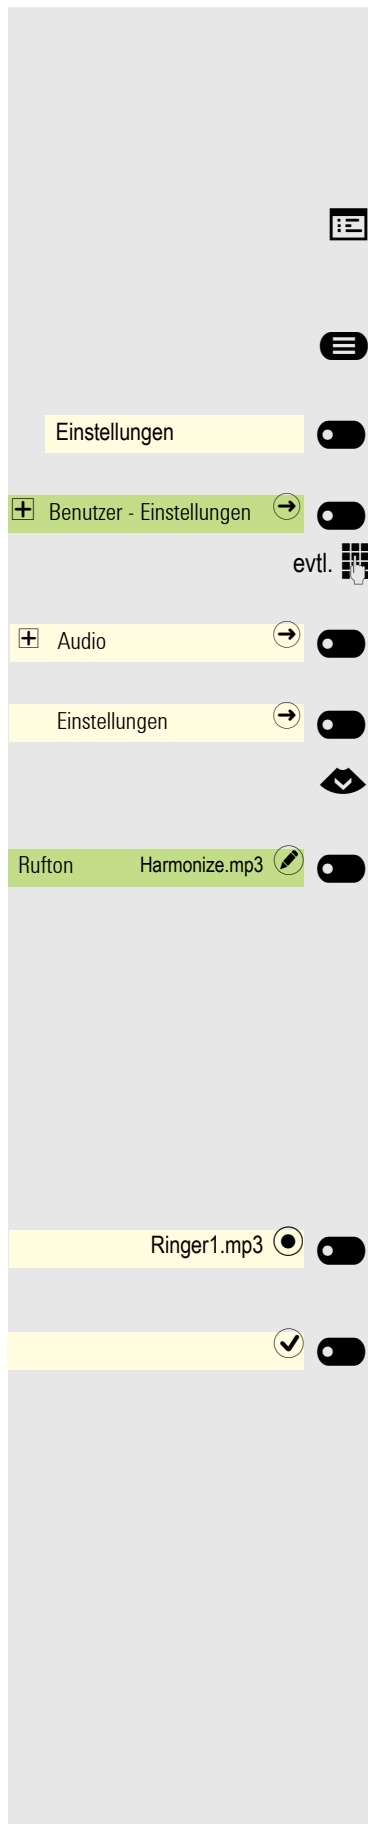 Einstellungen
Benutzer - Einstellungen
evtl.
Audio
Einstellungen
Rufton Harmonize.mp3
Ringer1.mp3